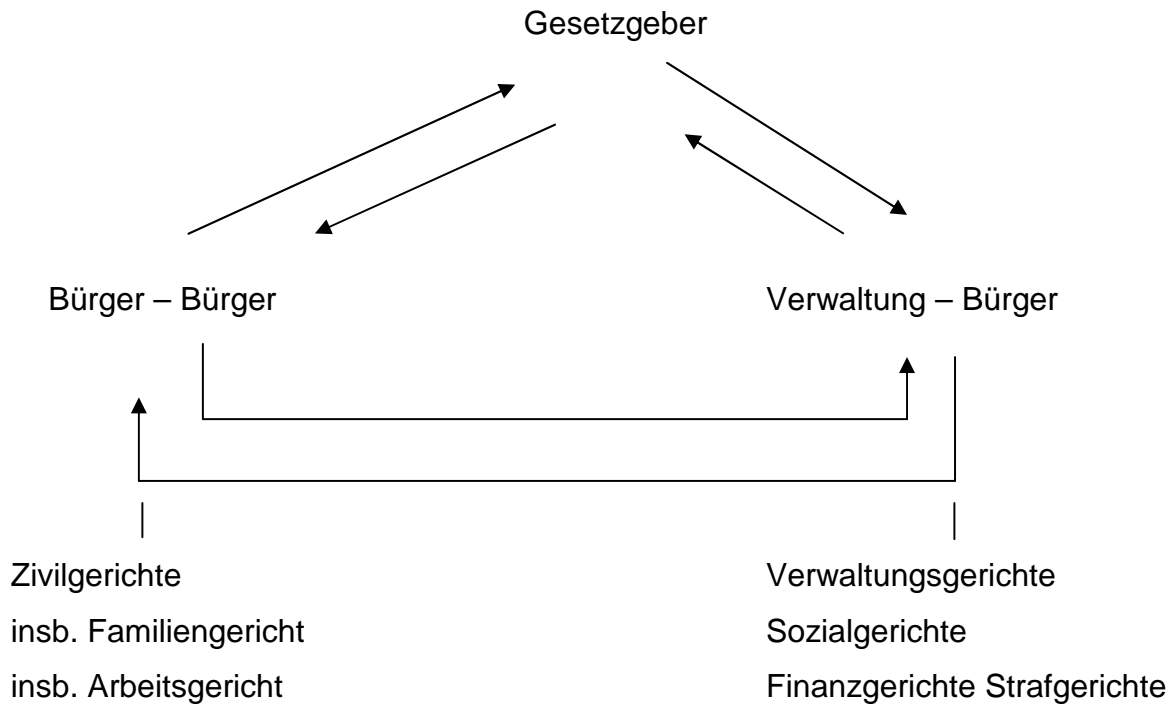 Gesetzgeber
Bürger – Bürger
Verwaltung – Bürger
Zivilgerichte
insb. Familiengericht
insb. Arbeitsgericht
Verwaltungsgerichte
Sozialgerichte
Finanzgerichte Strafgerichte